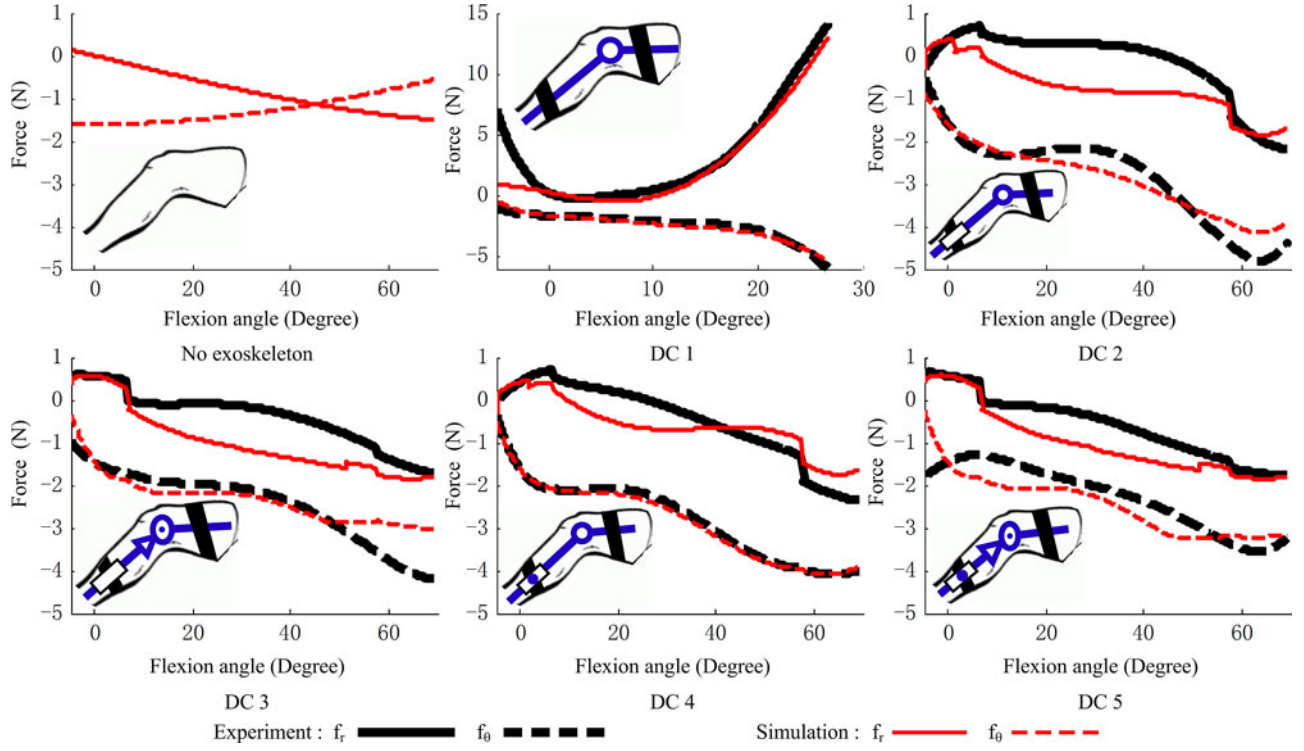 1
0
−1
−2
−3
−4
−5
Force (N)
0 20 40 60
Flexion angle (Degree)
No exoskeleton
15
10
5
0
−5
Force (N)
0 10 20 30
Flexion angle (Degree)
DC 1
1
0
−1
−2
−3
−4
−5
Force (N)
0 20 40 60
Flexion angle (Degree)
DC 2
1
0
−1
−2
−3
−4
−5
Force (N)
0 20 40 60
Flexion angle (Degree)
DC 3
1
0
−1
−2
−3
−4
−5
Force (N)
0 20 40 60
Flexion angle (Degree)
DC 4
1
0
−1
−2
−3
−4
−5
Force (N)
0 20 40 60
Flexion angle (Degree)
DC 5
Experiment : fr fθ Simulation : fr fθ